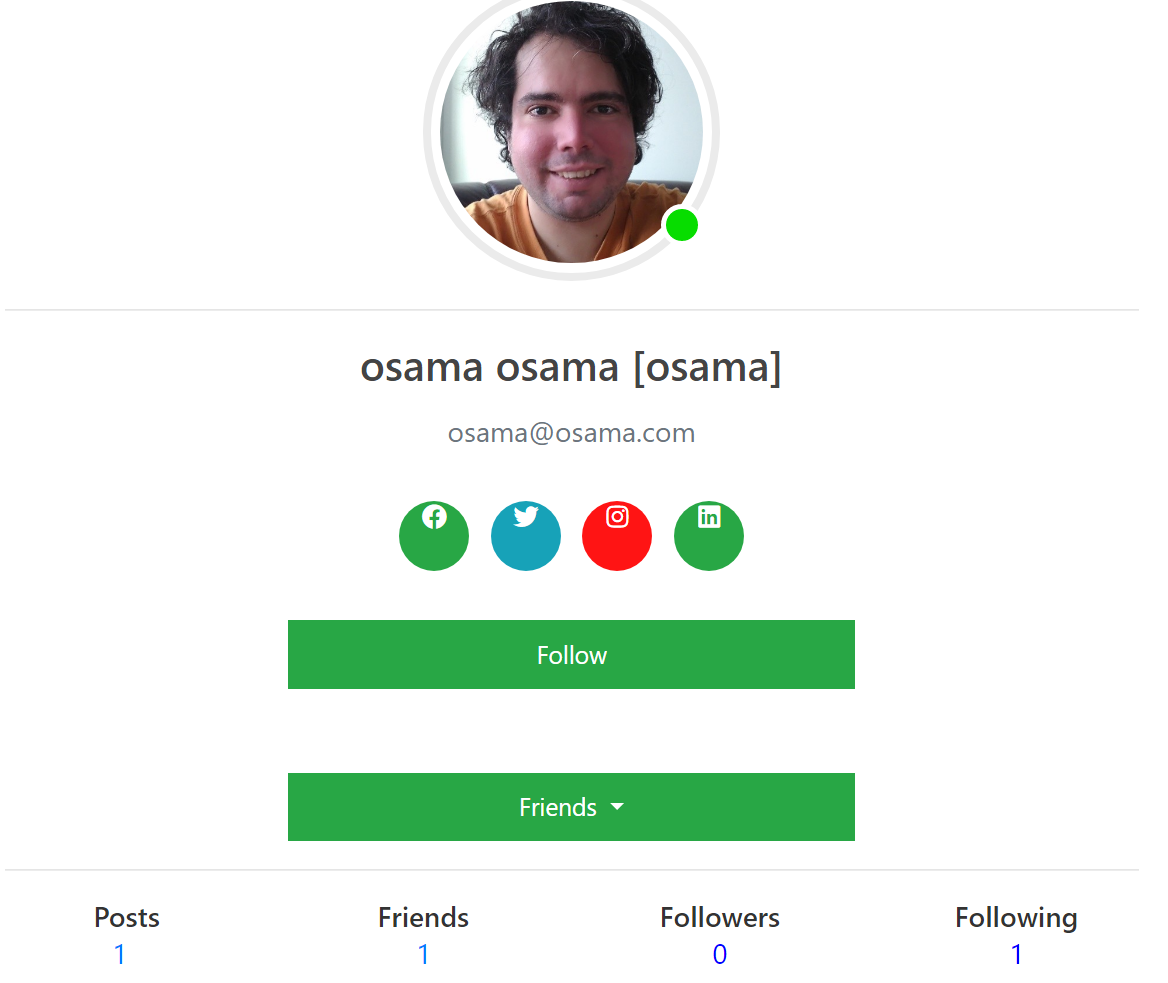 osama osama [osama]
osama@osama.com
Follow
Friends
Posts Friends Followers Following
1 1 0 1